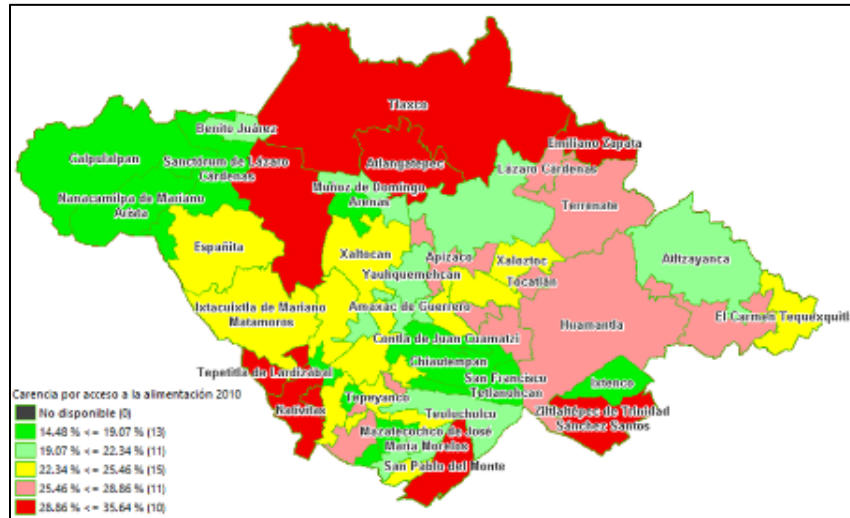 Tlaxco
Benito Juárez
Emiliano Zapata
Calpulalpan
Sanctórum de Lázaro
Cárdenas
Atlangatepec
Lázaro Cárdenas
Muñoz de Domingo
Arenas
Nanacamilpa de Mariano
Arista
Terrenate
Españita
Xaltocan
Apizaco
Xaloztoc
Altzayanca
Yauhquemehcan
Tocatlán
Ixtacuixtla de Mariano
Matamoros
Amaxac de Guerrero
El Carmen Tequexquitl
Huamantla
Contla de Juan Cuamatzi
Chiautempan
Tepetitla de Lardizábal
San Francisco
Tetlanohcan
Ixtenco
Carencia por acceso a la alimentación 2010
Nativitas
Tepeyanco
Ziltlaltépec de Trinidad
Sánchez Santos
No disponible (0)
Teolocholco
14.48 % <= 19.07 % (13)
Mazatecochco de José
María Morelos
19.07 % <= 22.34 % (11)
22.34 % <= 25.46 % (15)
San Pablo del Monte
25.46 % <= 28.86 % (11)
28.86 % <= 35.64 % (10)